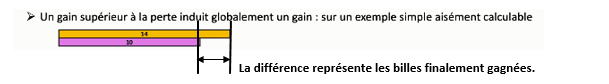 ➢ Un gain supérieur à la perte induit globalement un gain : sur un exemple simple aisément calculable
14
10
La différence représente les billes finalement gagnées.